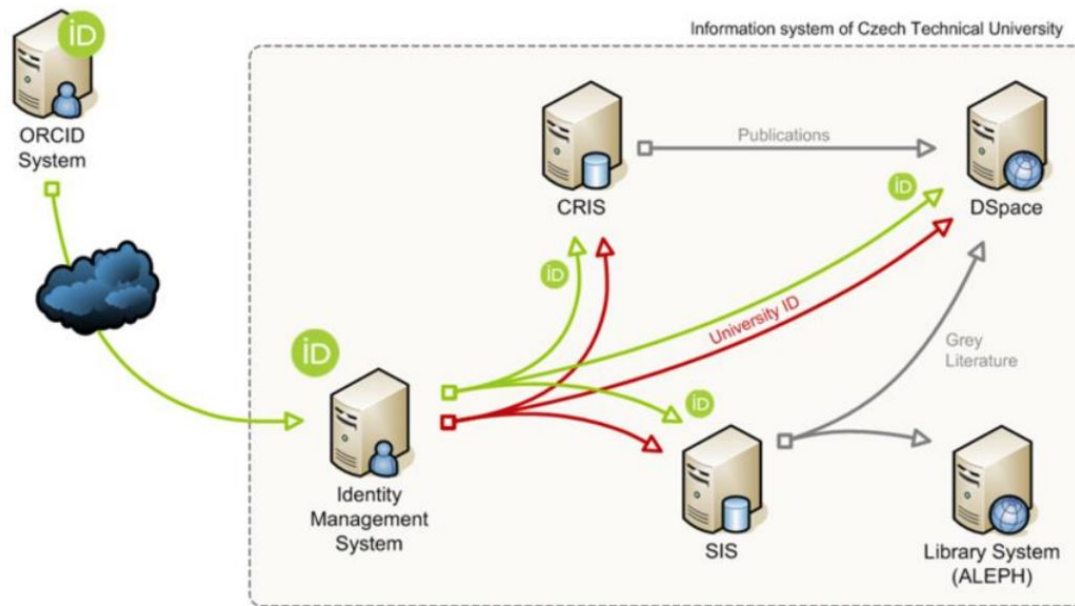 Information system of Czech Technical University
iD
ORCID
System
CRIS
Publications
DSpace
iD
iD
University ID
Grey
Literature
iD
iD
Identity
Management
System
SIS
Library System
(ALEPH)